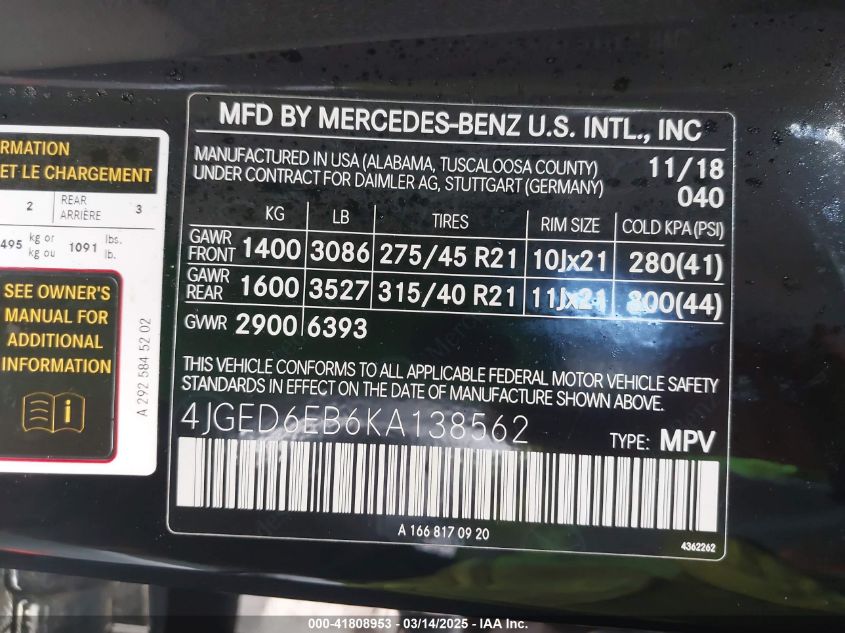 RMATION
ET LE CHARGEMENT
2 REAR ARRIÈRE 3
495 kg or kg ou 1091 lbs. lb.
SEE OWNER'S
MANUAL FOR
ADDITIONAL
INFORMATION
A 292 584 52 02
MFD BY MERCEDES-BENZ U.S. INTL., INC
MANUFACTURED IN USA (ALABAMA, TUSCALOOSA COUNTY) 11/18
UNDER CONTRACT FOR DAIMLER AG, STUTTGART (GERMANY) 040
KG LB TIRES RIM SIZE COLD KPA (PSI)
GAWR FRONT 1400 3086 275/45 R21 10Jx21 280(41)
GAWR REAR 1600 3527 315/40 R21 11Jx21 300(44)
GVWR 2900 6393
THIS VEHICLE CONFORMS TO ALL APPLICABLE FEDERAL MOTOR VEHICLE SAFETY
STANDARDS IN EFFECT ON THE DATE OF MANUFACTURE SHOWN ABOVE.
4JGED6EB6KA138562 TYPE: MPV
A 166 817 09 20
4362262
000-41808953 - 03/14/2025 - IAA Inc.